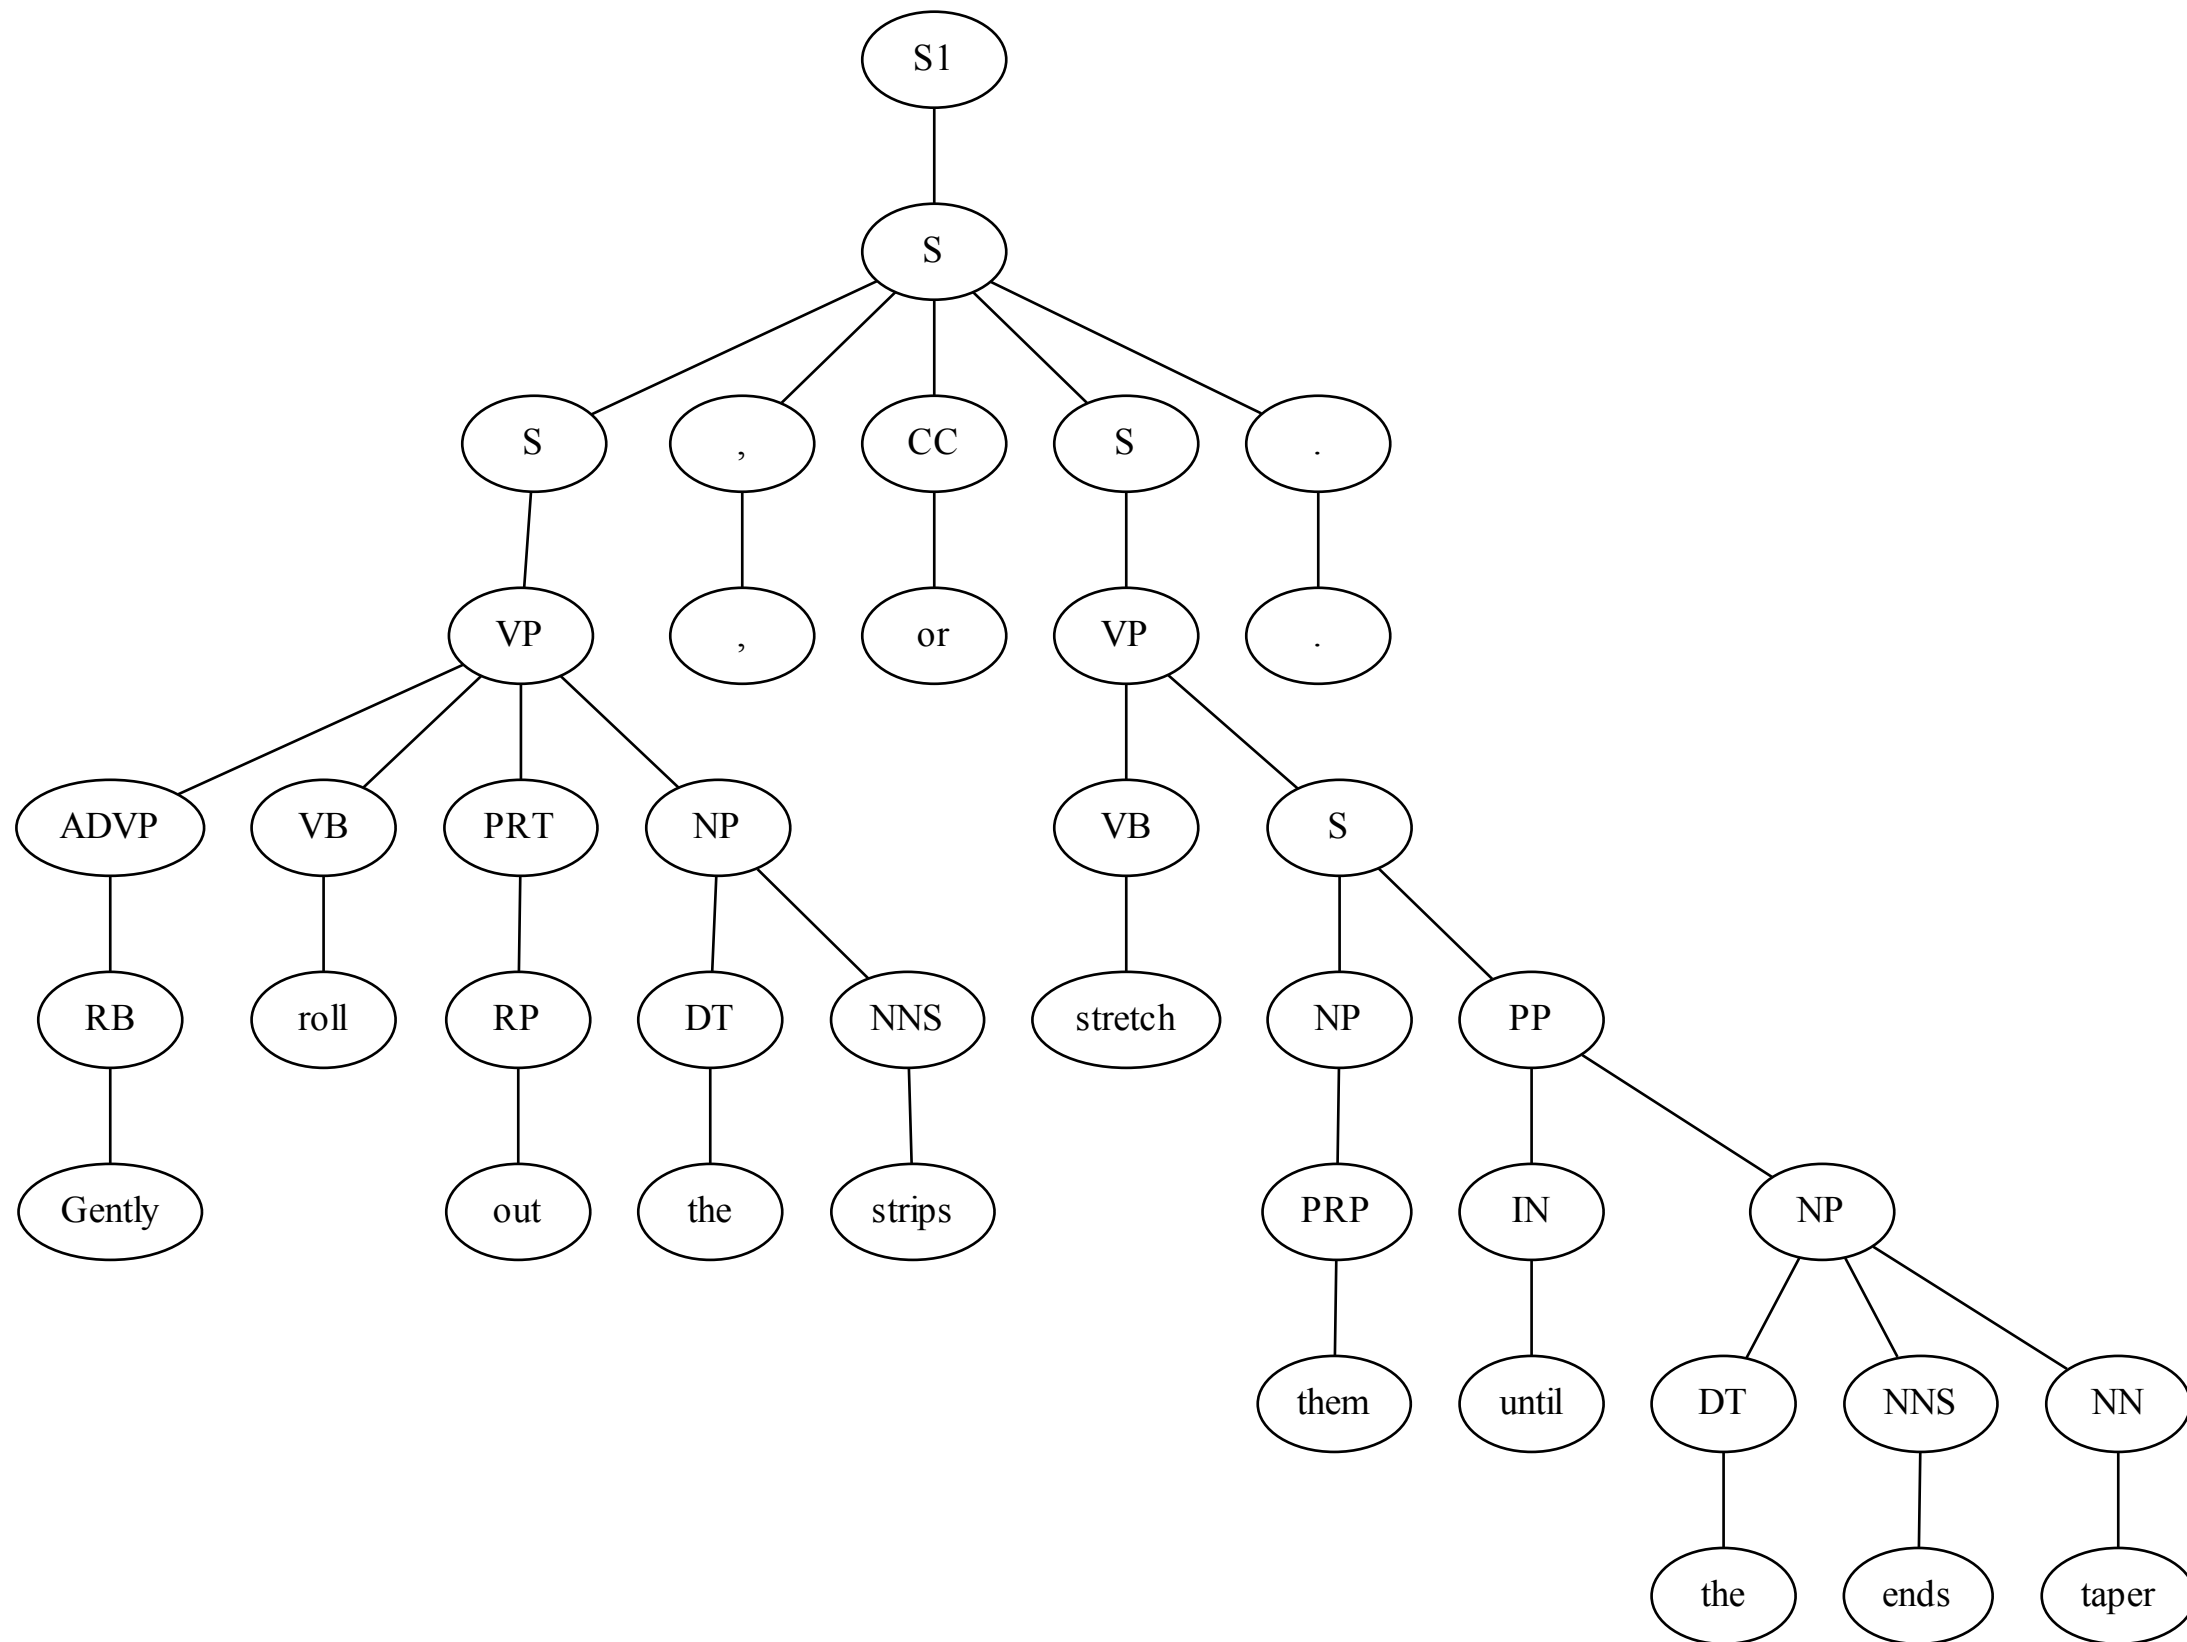 S1
S
S , CC S .
VP , or VP .
ADVP VB PRT NP VB S
RB roll RP DT NNS stretch NP PP
Gently out the strips PRP IN NP
them until DT NNS NN
the ends taper